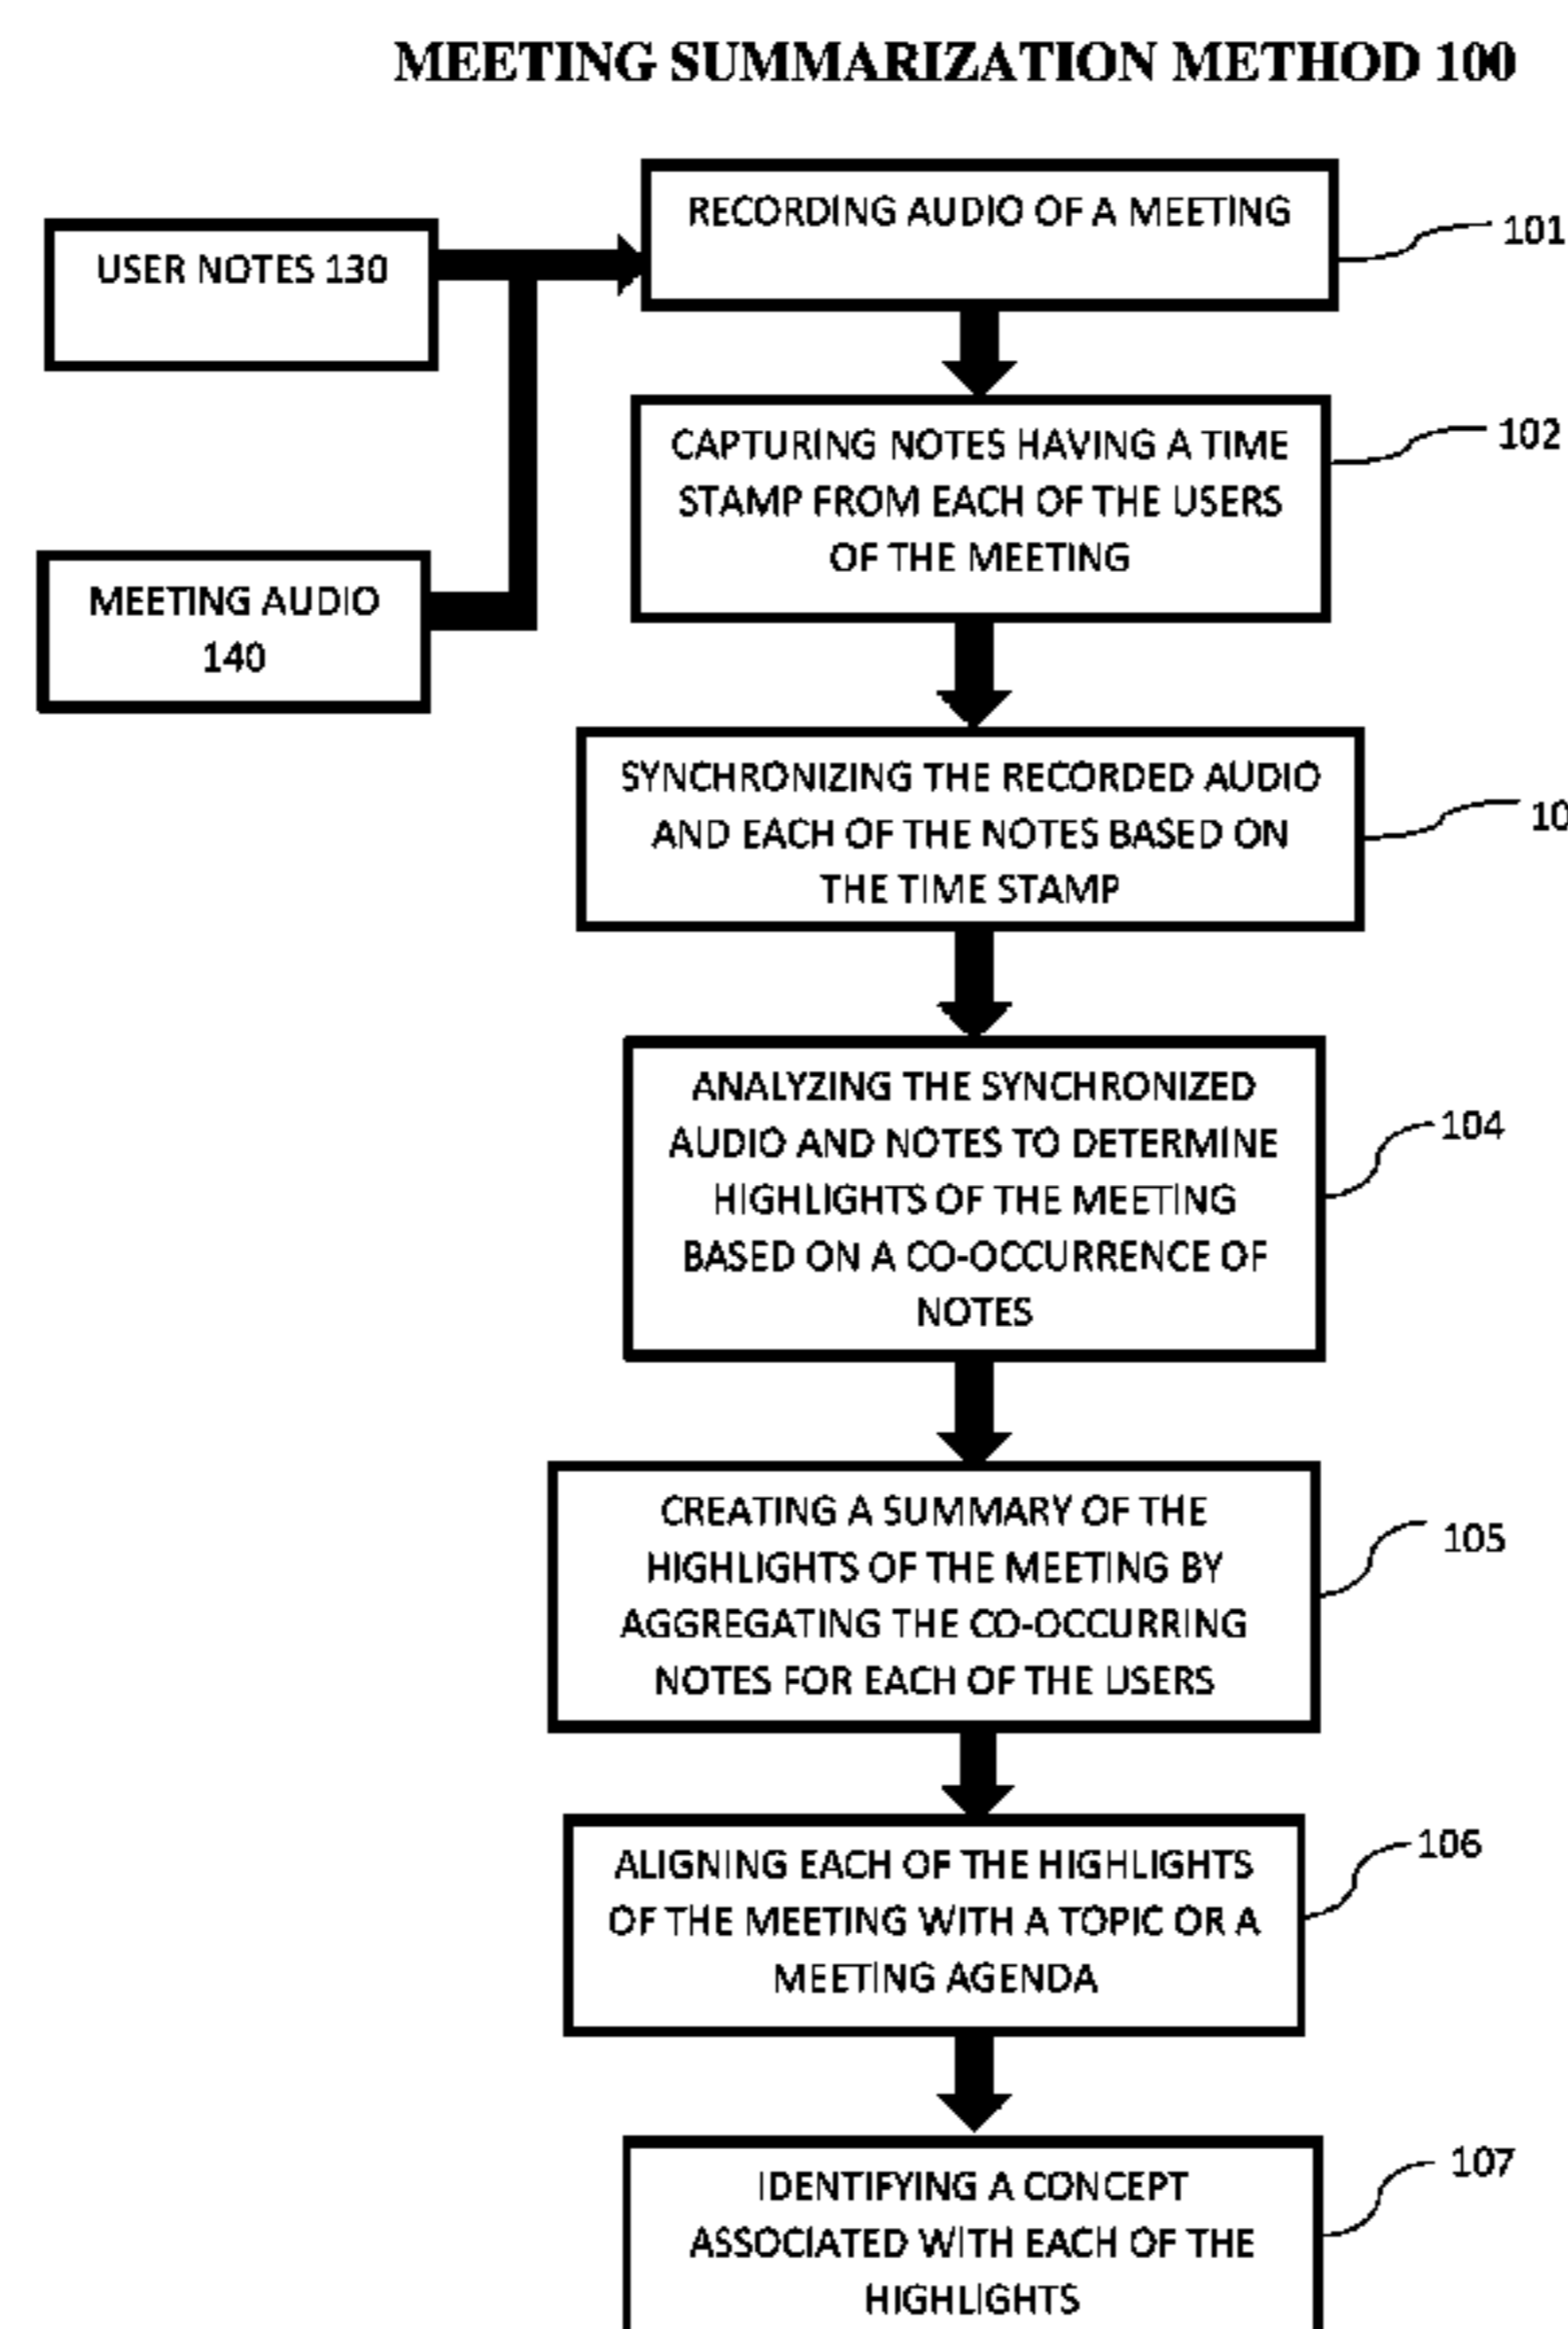 MEETING SUMMARIZATION METHOD 100
RECORDING AUDIO OF A MEETING
101
USER NOTES 130
CAPTURING NOTES HAVING A TIME
STAMP FROM EACH OF THE USERS
OF THE MEETING
102
MEETING AUDIO
140
SYNCHRONIZING THE RECORDED AUDIO
AND EACH OF THE NOTES BASED ON
THE TIME STAMP
10
ANALYZING THE SYNCHRONIZED
AUDIO AND NOTES TO DETERMINE
HIGHLIGHTS OF THE MEETING
BASED ON A CO-OCCURRENCE OF
NOTES
104
CREATING A SUMMARY OF THE
HIGHLIGHTS OF THE MEETING BY
AGGREGATING THE CO-OCCURRING
NOTES FOR EACH OF THE USERS
105
ALIGNING EACH OF THE HIGHLIGHTS
OF THE MEETING WITH A TOPIC OR A
MEETING AGENDA
106
IDENTIFYING A CONCEPT
ASSOCIATED WITH EACH OF THE
HIGHLIGHTS
107